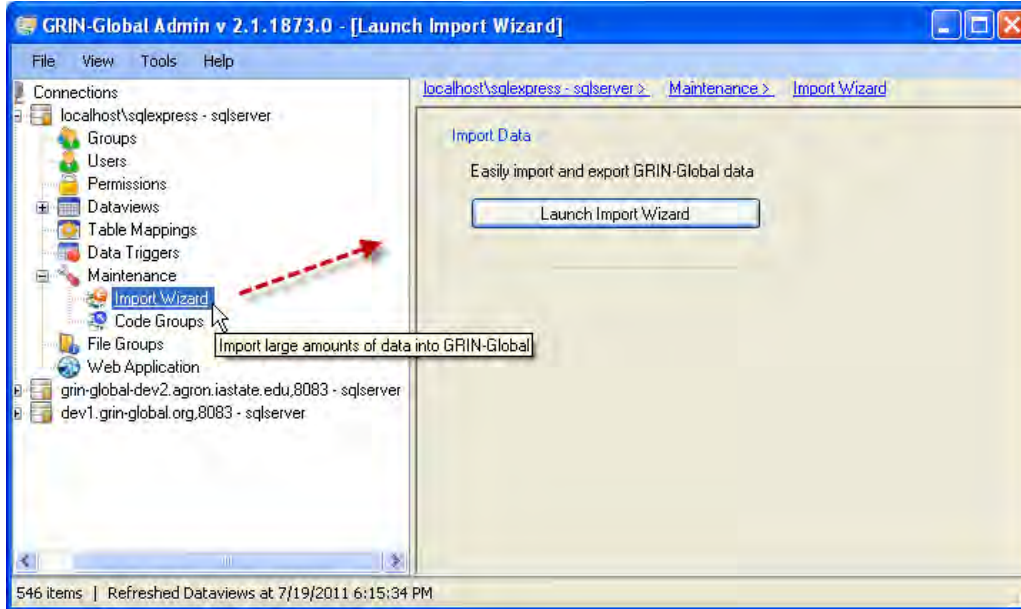 GRIN-Global Admin v 2.1.1873.0 - [Launch Import Wizard]
File View Tools Help
Connections
localhost\sqlexpress - sqlserver
Groups
Users
Permissions
Dataviews
Table Mappings
Data Triggers
Maintenance
Import Wizard
Code Groups
File Groups
Web Application
grin-global-dev2.agron.iastate.edu,8083 - sqlserver
dev1.grin-global.org,8083 - sqlserver
Import large amounts of data into GRIN-Global
localhost\sqlexpress - sqlserver > Maintenance > Import Wizard
Import Data
Easily import and export GRIN-Global data
Launch Import Wizard
546 items | Refreshed Dataviews at 7/19/2011 6:15:34 PM